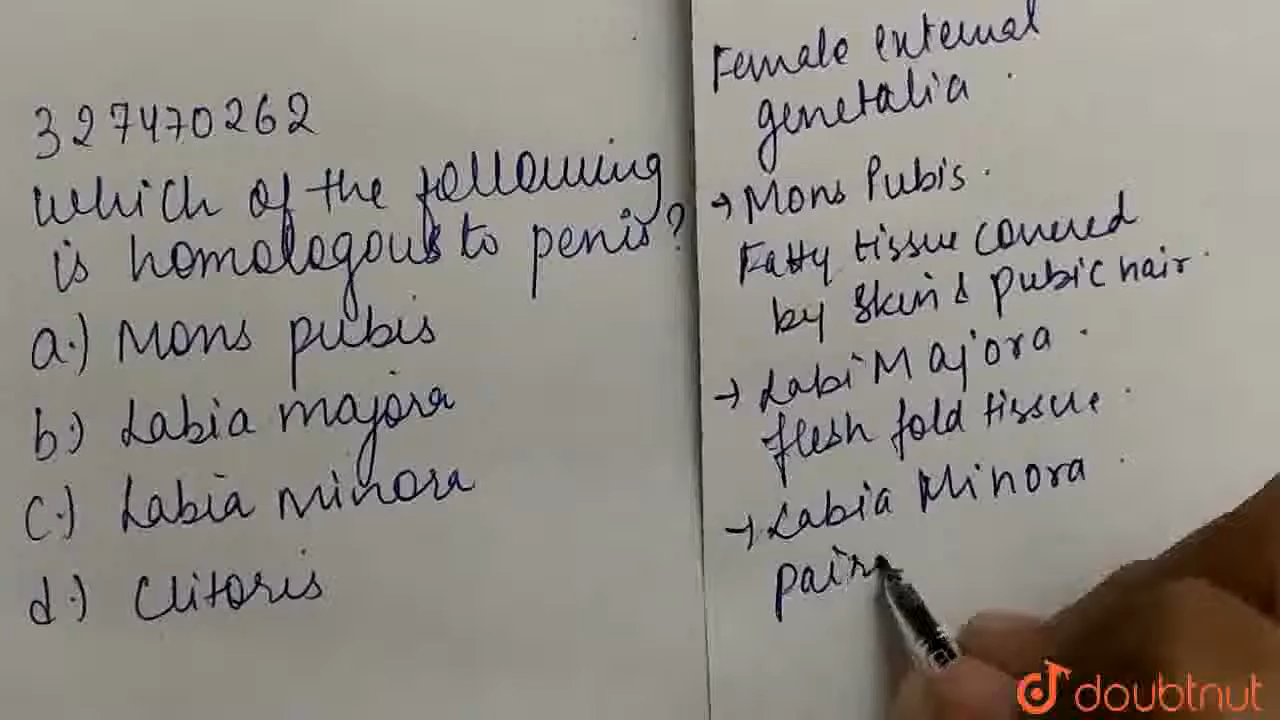 327470262
which of the following
is homologous to penis?
a.) Mons pubis
b.) Labia majora
c.) Labia minora
d.) Clitoris
Female external
genetalia.
→ Mons Pubis.
Fatty tissue covered
by skin & pubic hair.
→ Labi Majora.
flesh fold tissue.
→ Labia Minora.
pair
doubtnut